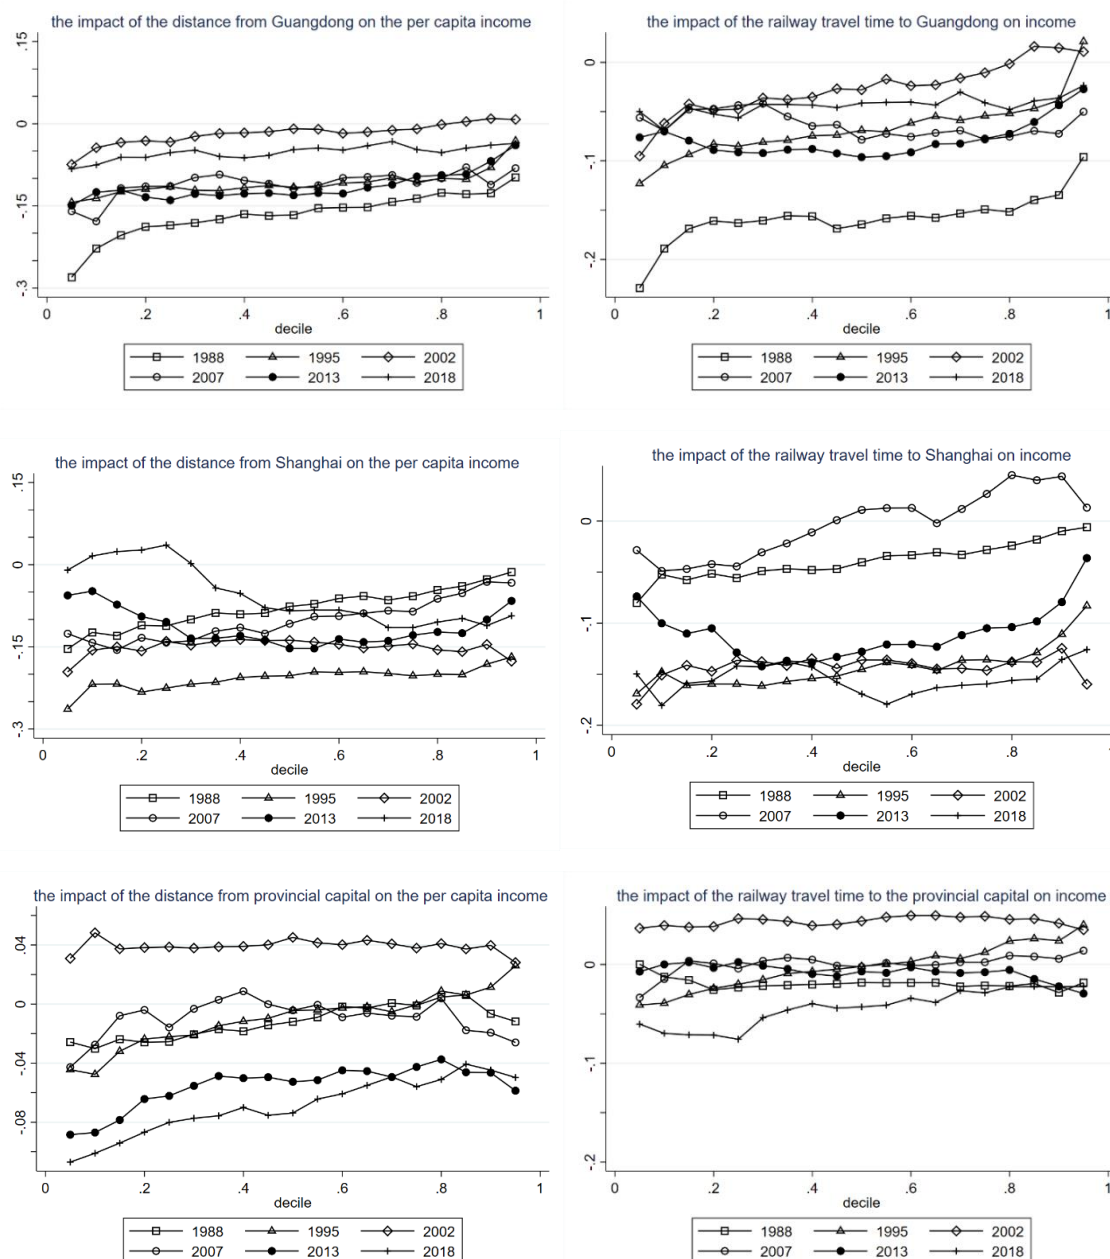 the impact of the distance from Guangdong on the per capita income
.15
0
-.15
-.3
0 .2 .4 .6 .8 1
decile
1988 1995 2002
2007 2013 2018
the impact of the railway travel time to Guangdong on income
0
-.1
-.2
0 .2 .4 .6 .8 1
decile
1988 1995 2002
2007 2013 2018
the impact of the distance from Shanghai on the per capita income
.15
0
-.15
-.3
0 .2 .4 .6 .8 1
decile
1988 1995 2002
2007 2013 2018
the impact of the railway travel time to Shanghai on income
0
-.1
-.2
0 .2 .4 .6 .8
decile
1988 1995 2002
2007 2013 2018
the impact of the distance from provincial capital on the per capita income
.04
0
-.04
-.08
0 .2 .4 .6 .8 1
decile
1988 1995 2002
2007 2013 2018
the impact of the railway travel time to the provincial capital on income
0
-.1
-.2
0 .2 .4 .6 .8 1
decile
1988 1995 2002
2007 2013 2018